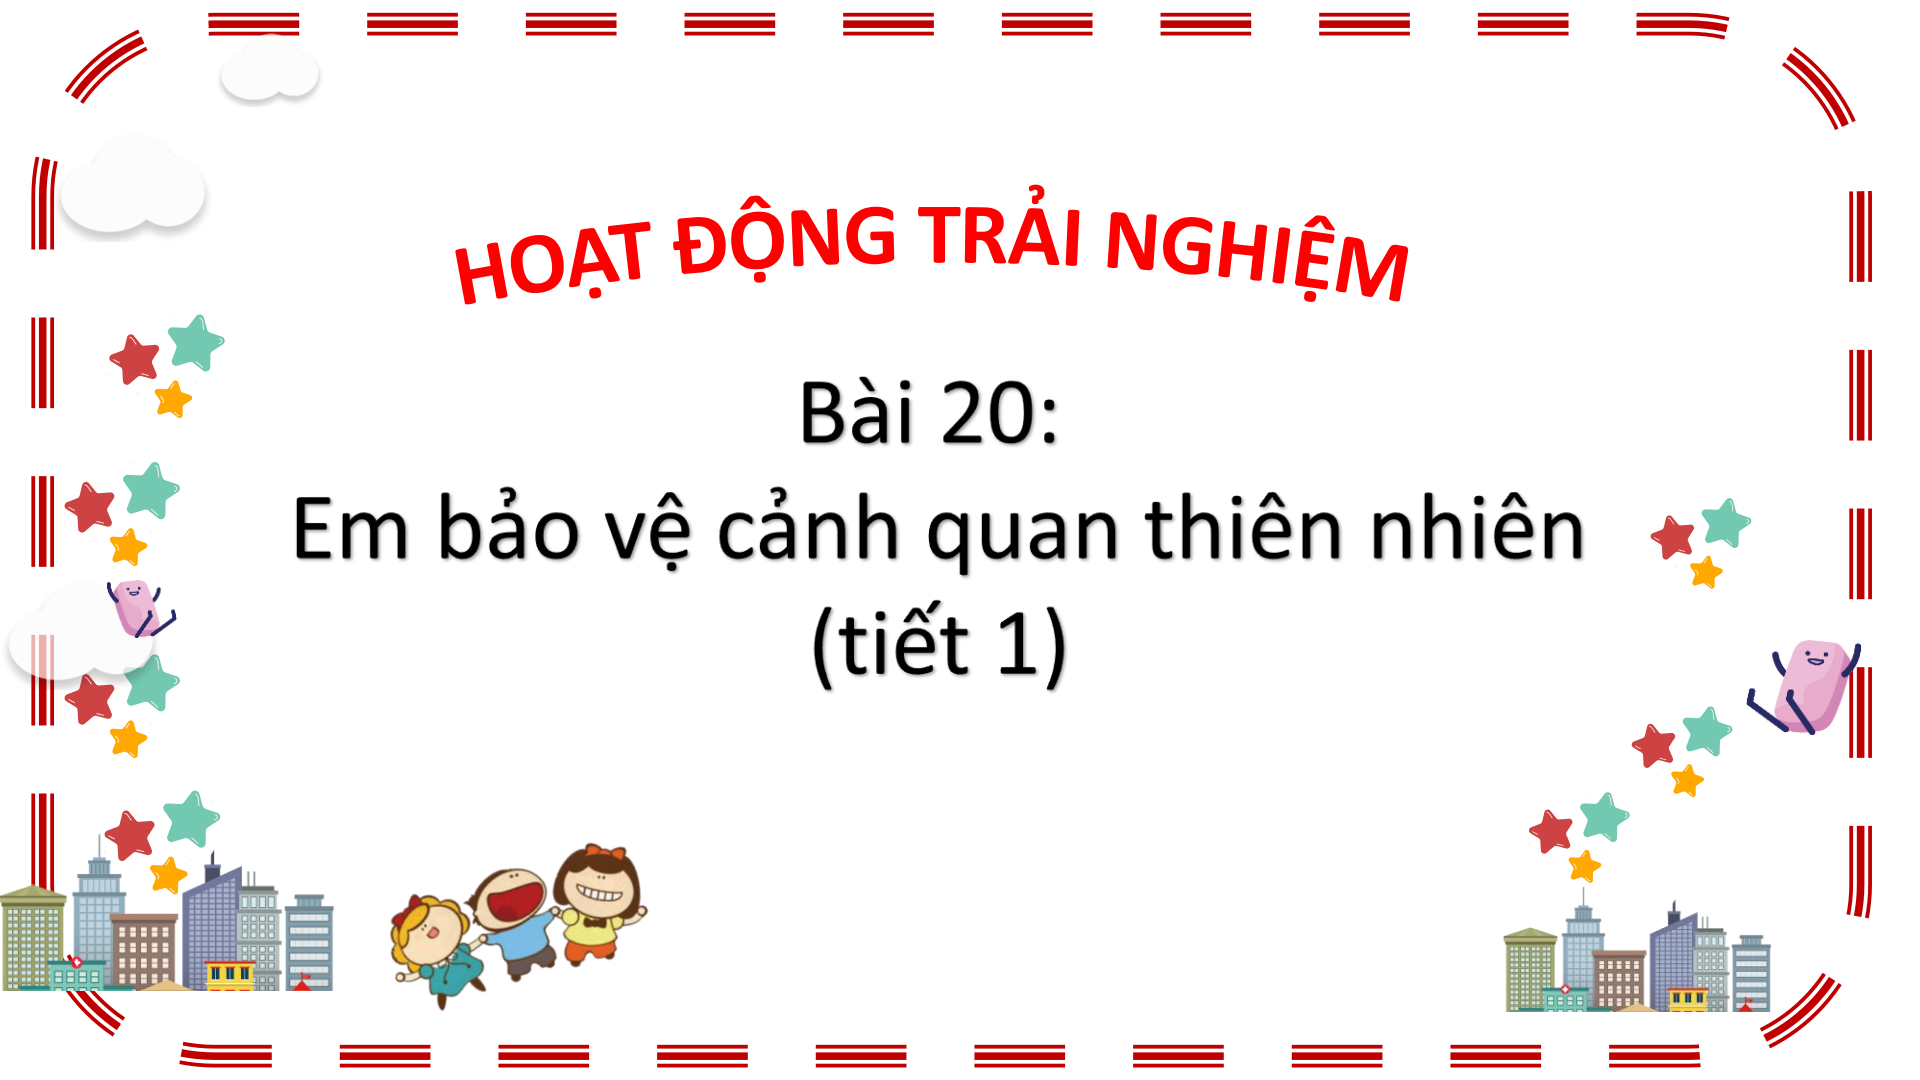 HOẠT ĐỘNG TRẢI NGHIỆM
Bài 20:
Em bảo vệ cảnh quan thiên nhiên
(tiết 1)